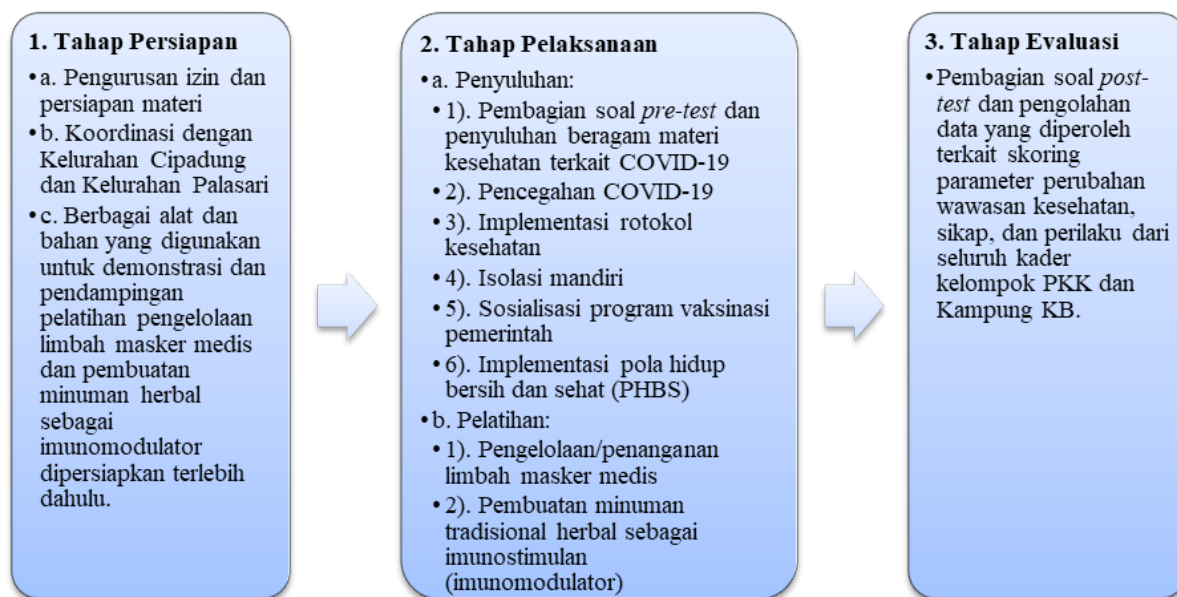 1. Tahap Persiapan
• a. Pengurusan izin dan
persiapan materi
• b. Koordinasi dengan
Kelurahan Cipadung
dan Kelurahan Palasari
• c. Berbagai alat dan
bahan yang digunakan
untuk demonstrasi dan
pendampingan
pelatihan pengelolaan
limbah masker medis
dan pembuatan
minuman herbal
sebagai
imunomodulator
dipersiapkan terlebih
dahulu.
2. Tahap Pelaksanaan
• a. Penyuluhan:
• 1). Pembagian soal pre-test dan
penyuluhan beragam materi
kesehatan terkait COVID-19
• 2). Pencegahan COVID-19
• 3). Implementasi rotokol
kesehatan
• 4). Isolasi mandiri
• 5). Sosialisasi program vaksinasi
pemerintah
• 6). Implementasi pola hidup
bersih dan sehat (PHBS)
• b. Pelatihan:
• 1). Pengelolaan/penanganan
limbah masker medis
• 2). Pembuatan minuman
tradisional herbal sebagai
imunostimulan
(imunomodulator)
3. Tahap Evaluasi
• Pembagian soal post-
test dan pengolahan
data yang diperoleh
terkait skoring
parameter perubahan
wawasan kesehatan,
sikap, dan perilaku dari
seluruh kader
kelompok PKK dan
Kampung KB.